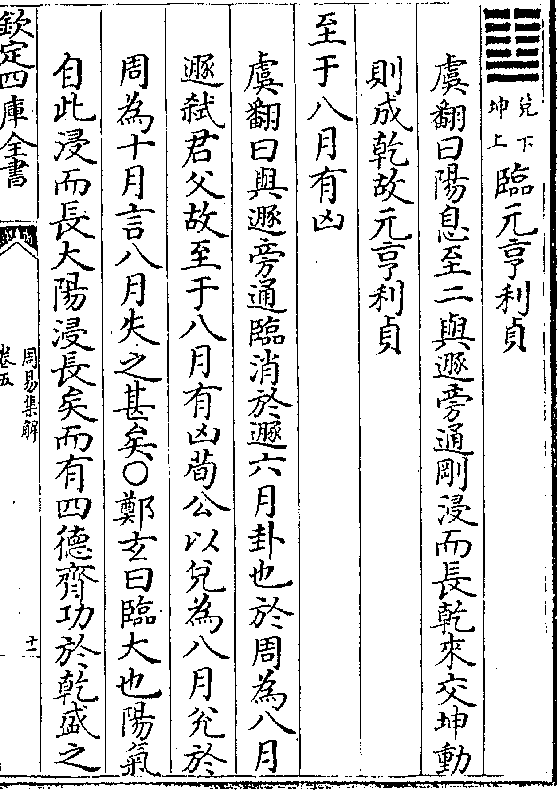 兌下
坤上
臨元亨利貞
虞翻曰陽息至二與遯旁通剛浸而長乾來交坤動
則成乾故元亨利貞
至于八月有凶
虞翻曰與遯旁通臨消於遯六月卦也於周為八月
遯弑君父故至于八月有凶荀公以兌為八月兌於
周為十月言八月失之甚矣○鄭玄曰臨大也陽氣
自此浸而長大陽浸長矣而有四德齊功於乾盛之
欽定四庫全書
周易集解
卷五
十二